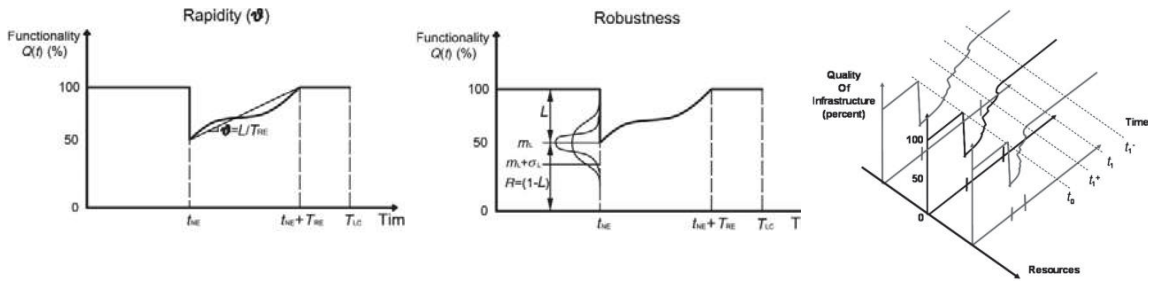 Rapidity (𝝑)
Functionality
Q(t) (%)
100
50
0
𝝑=L/TRE
tNE
tNE+TRE
TLC
Tim
Robustness
Functionality
Q(t) (%)
100
50
0
L
mL
mL+σL
R=(1-L)
tNE
tNE+TRE
TLC
T
Quality
Of
Infrastructure
(percent)
100
50
0
Time
t1-
t1
t1+
t0
Resources